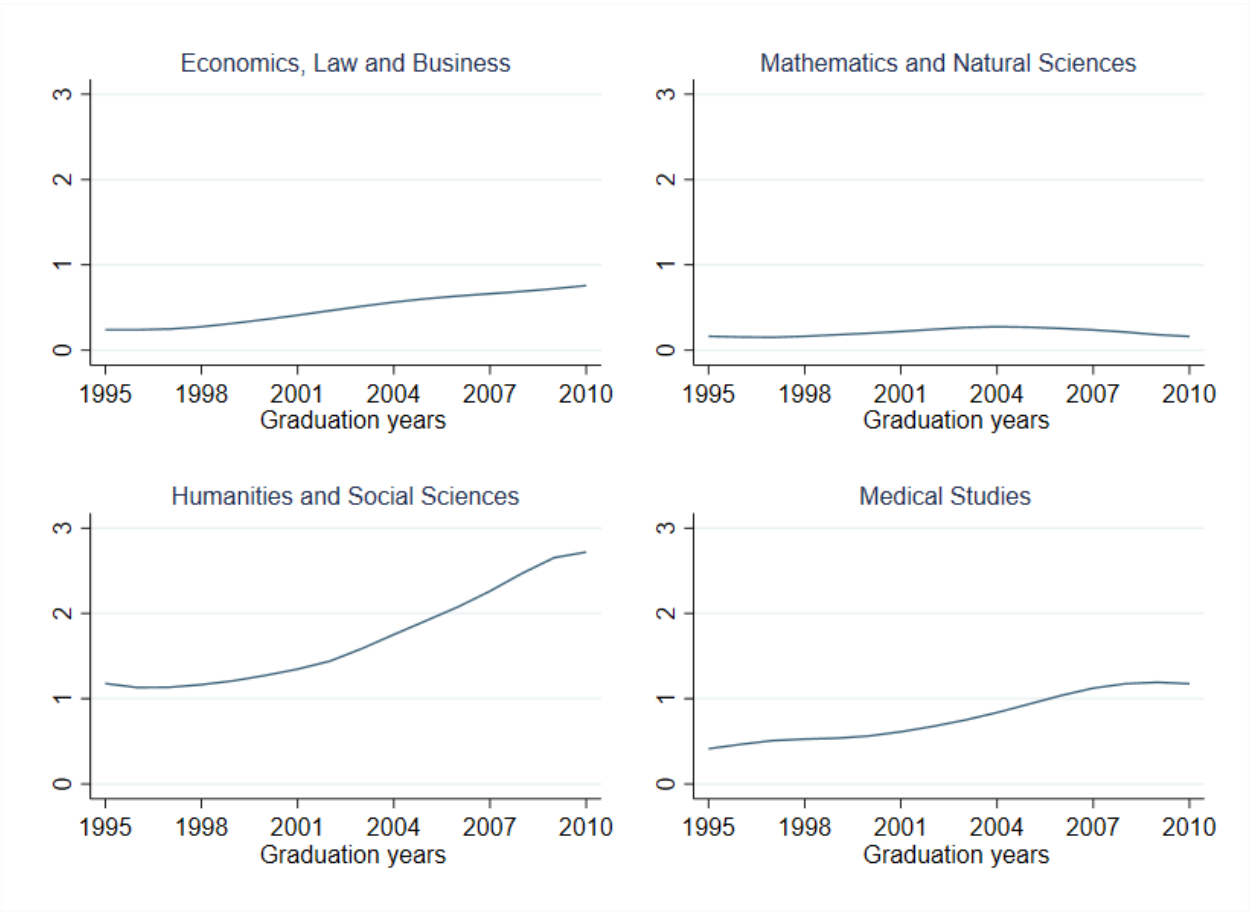 Economics, Law and Business
3
2
1
0
1995 1998 2001 2004 2007 2010
Graduation years
Mathematics and Natural Sciences
3
2
1
0
1995 1998 2001 2004 2007 2010
Graduation years
Humanities and Social Sciences
3
2
1
0
1995 1998 2001 2004 2007 2010
Graduation years
Medical Studies
3
2
1
0
1995 1998 2001 2004 2007 2010
Graduation years